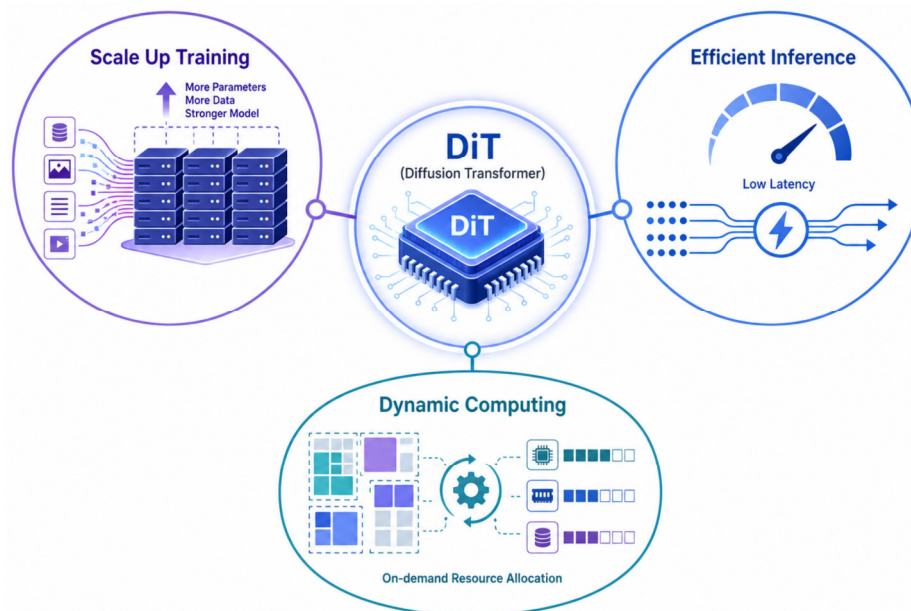 Scale Up Training
More Parameters
More Data
Stronger Model
DiT
(Diffusion Transformer)
DiT
Efficient Inference
Low Latency
Dynamic Computing
On-demand Resource Allocation